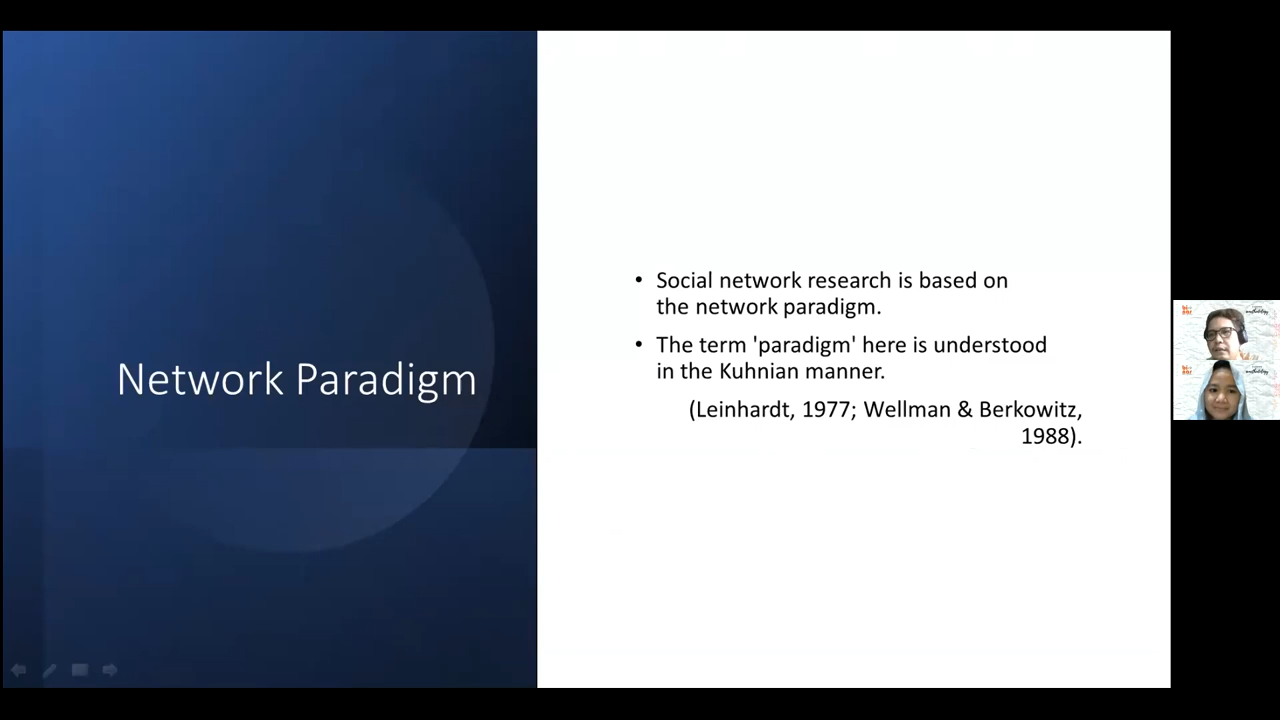 Network Paradigm
• Social network research is based on
the network paradigm.
• The term 'paradigm' here is understood
in the Kuhnian manner.
(Leinhardt, 1977; Wellman & Berkowitz,
1988).